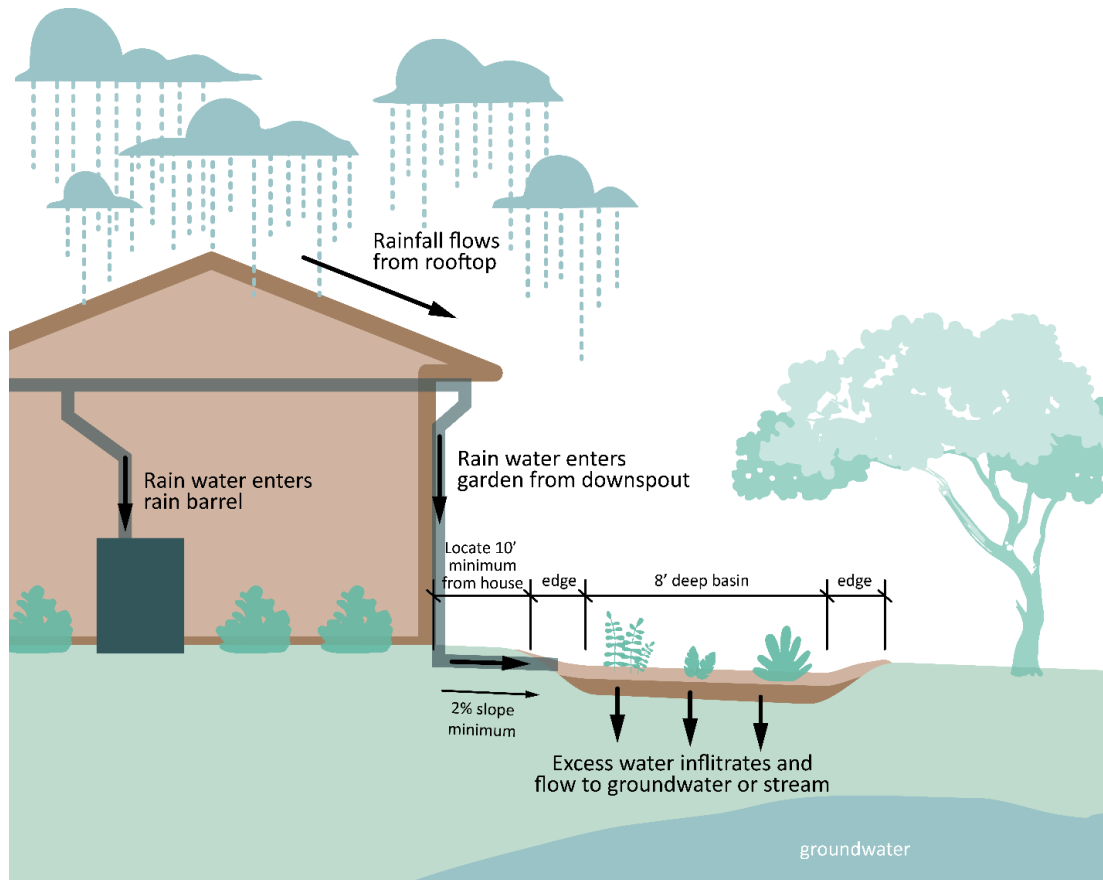 Rainfall flows
from rooftop
Rain water enters
rain barrel
Rain water enters
garden from downspout
Locate 10'
minimum
from house
edge
8' deep basin
edge
2% slope
minimum
Excess water inflitrates and
flow to groundwater or stream
groundwater